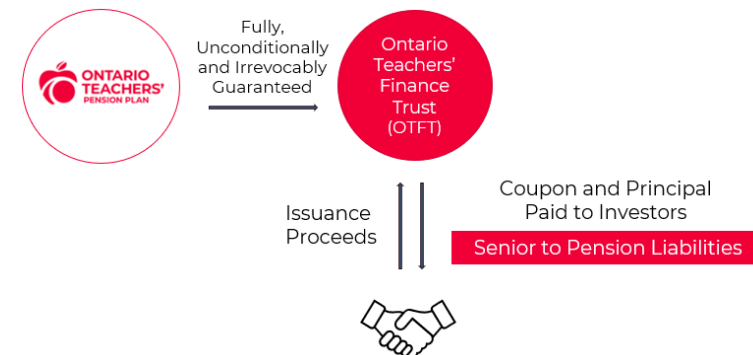 ONTARIO
TEACHERS'
PENSION PLAN
Fully,
Unconditionally
and Irrevocably
Guaranteed
Ontario
Teachers'
Finance
Trust
(OTFT)
Issuance
Proceeds
Coupon and Principal
Paid to Investors
Senior to Pension Liabilities